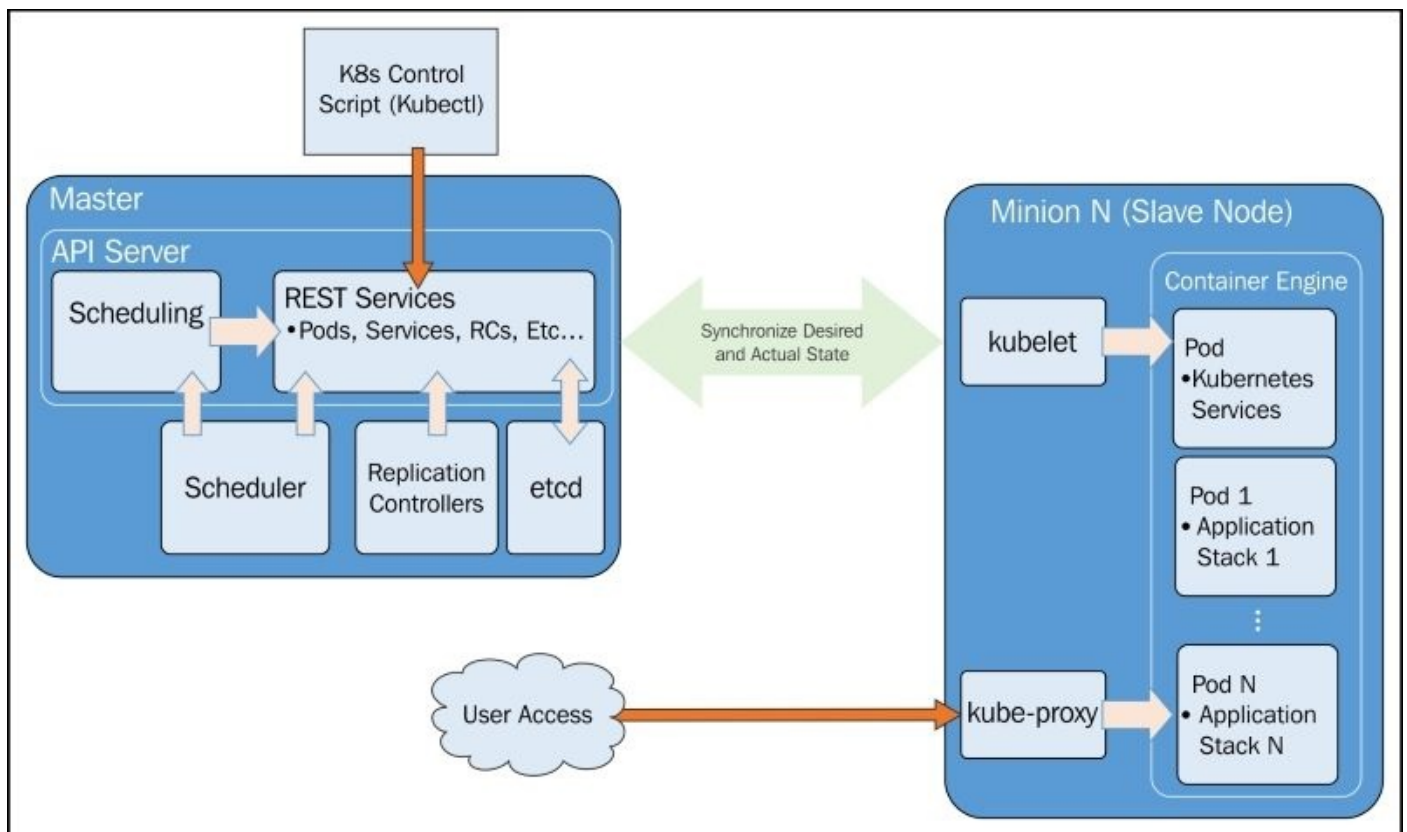 K8s Control
Script (Kubectl)
Master
API Server
Scheduling
REST Services
•Pods, Services, RCs, Etc...
Scheduler
Replication
Controllers
etcd
Synchronize Desired
and Actual State
Minion N (Slave Node)
Container Engine
kubelet
Pod
•Kubernetes
Services
Pod 1
• Application
Stack 1
⋮
User Access
kube-proxy
Pod N
• Application
Stack N